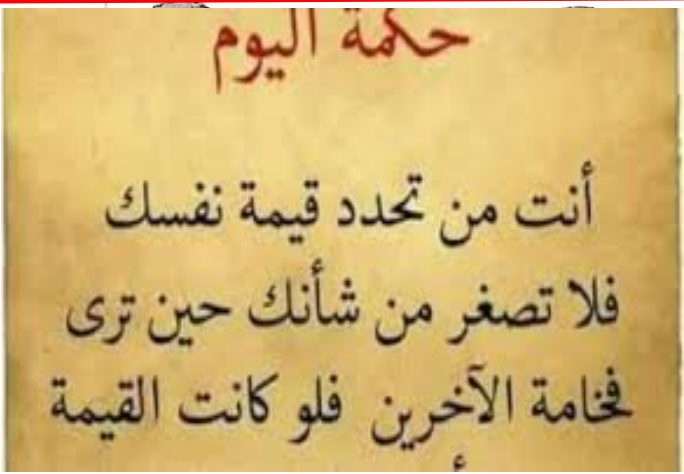 حكمة اليوم
أنت من تحدد قيمة نفسك
فلا تصغر من شأنك حين ترى
فخامة الآخرين فلو كانت القيمة